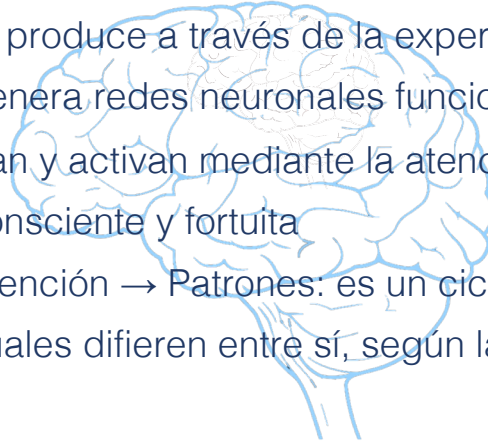 produce a través de la exper
enera redes neuronales funcio
an y activan mediante la atenc
onsciente y fortuita
ención → Patrones: es un cic
uales difieren entre sí, según la